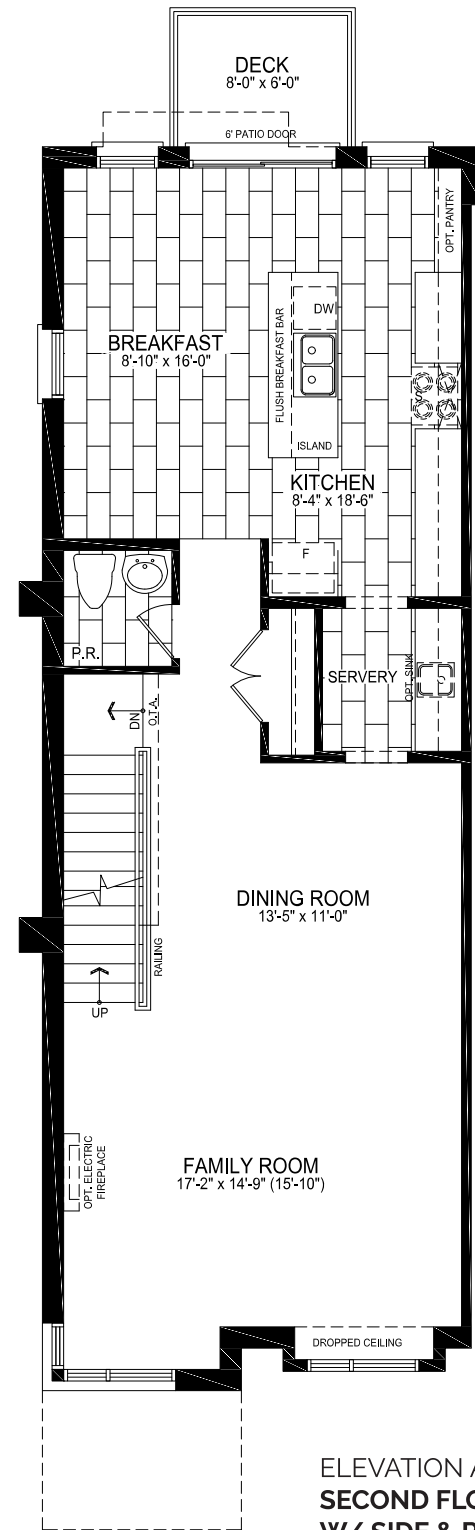 DECK
8'-0" x 6'-0"
6' PATIO DOOR
OPT. PANTRY
BREAKFAST
8'-10" x 16'-0"
FLUSH BREAKFAST BAR
DW
S
ISLAND
KITCHEN
8'-4" x 18'-6"
F
P.R.
SERVERY
OPT. SINK
DN
O.T.A.
DINING ROOM
13'-5" x 11'-0"
RAILING
UP
FAMILY ROOM
17'-2" x 14'-9" (15'-10")
OPT. ELECTRIC
FIREPLACE
DROPPED CEILING
ELEVATION A
SECOND FLO
W/ SIDE &